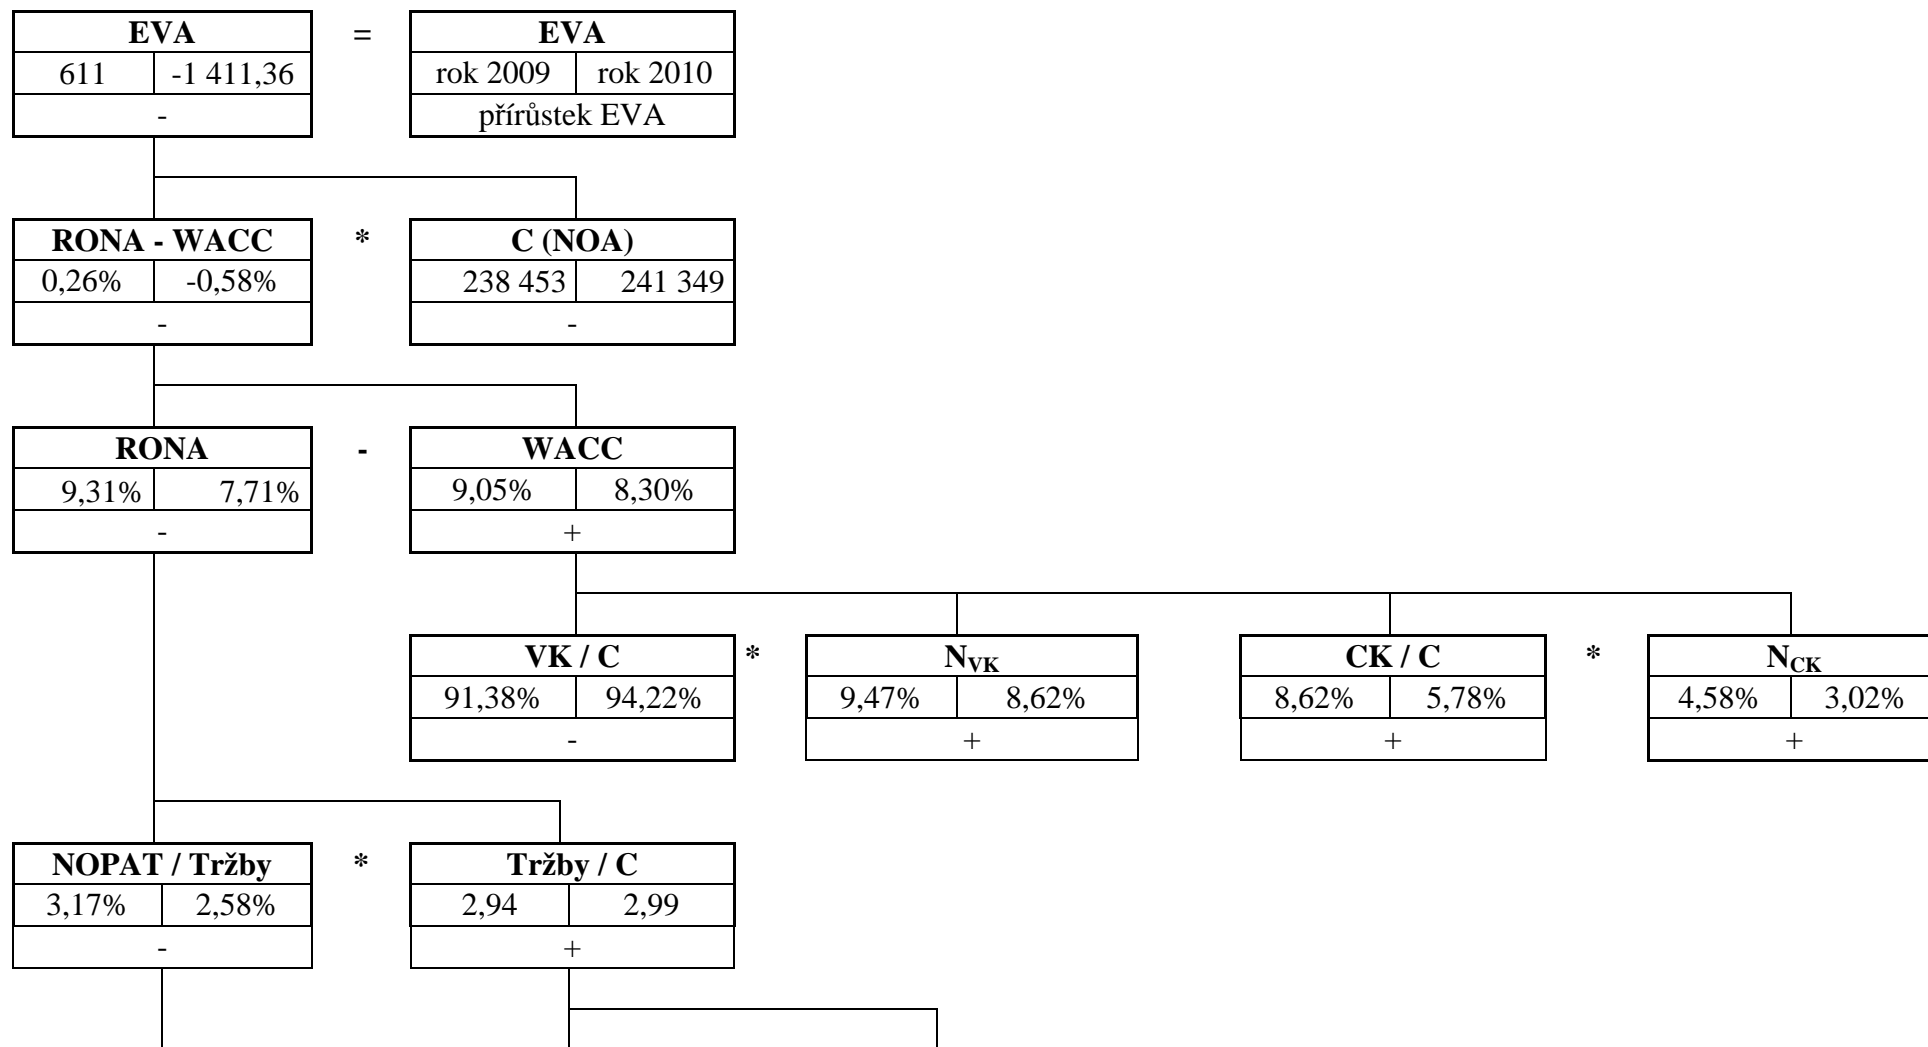 EVA = EVA
611 -1 411,36 rok 2009 rok 2010
- přírůstek EVA
RONA - WACC * C (NOA)
0,26% -0,58% 238 453 241 349
- -
RONA - WACC
9,31% 7,71% 9,05% 8,30%
- +
VK / C * NVK CK / C * NCK
91,38% 94,22% 9,47% 8,62% 8,62% 5,78% 4,58% 3,02%
- + + +
NOPAT / Tržby * Tržby / C
3,17% 2,58% 2,94 2,99
- +